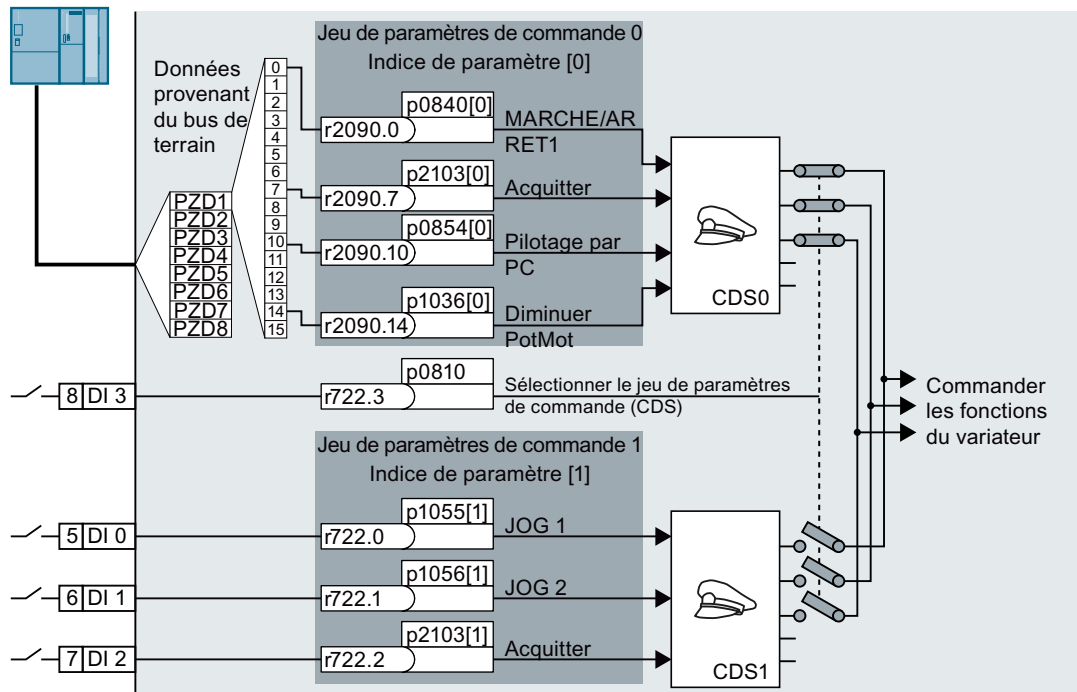 Jeu de paramètres de commande 0
Indice de paramètre [0]
Données
provenant
du bus de
terrain
PZD1
PZD2
PZD3
PZD4
PZD5
PZD6
PZD7
PZD8
0
1
2
3
4
5
6
7
8
9
10
11
12
13
14
15
p0840[0]
r2090.0
MARCHE/AR
RET1
p2103[0]
r2090.7
Acquitter
p0854[0]
r2090.10
Pilotage par
PC
p1036[0]
r2090.14
Diminuer
PotMot
CDS0
8 DI 3
p0810
r722.3
Sélectionner le jeu de paramètres
de commande (CDS)
Commander
les fonctions
du variateur
Jeu de paramètres de commande 1
Indice de paramètre [1]
5 DI 0
p1055[1]
r722.0
JOG 1
6 DI 1
p1056[1]
r722.1
JOG 2
7 DI 2
p2103[1]
r722.2
Acquitter
CDS1